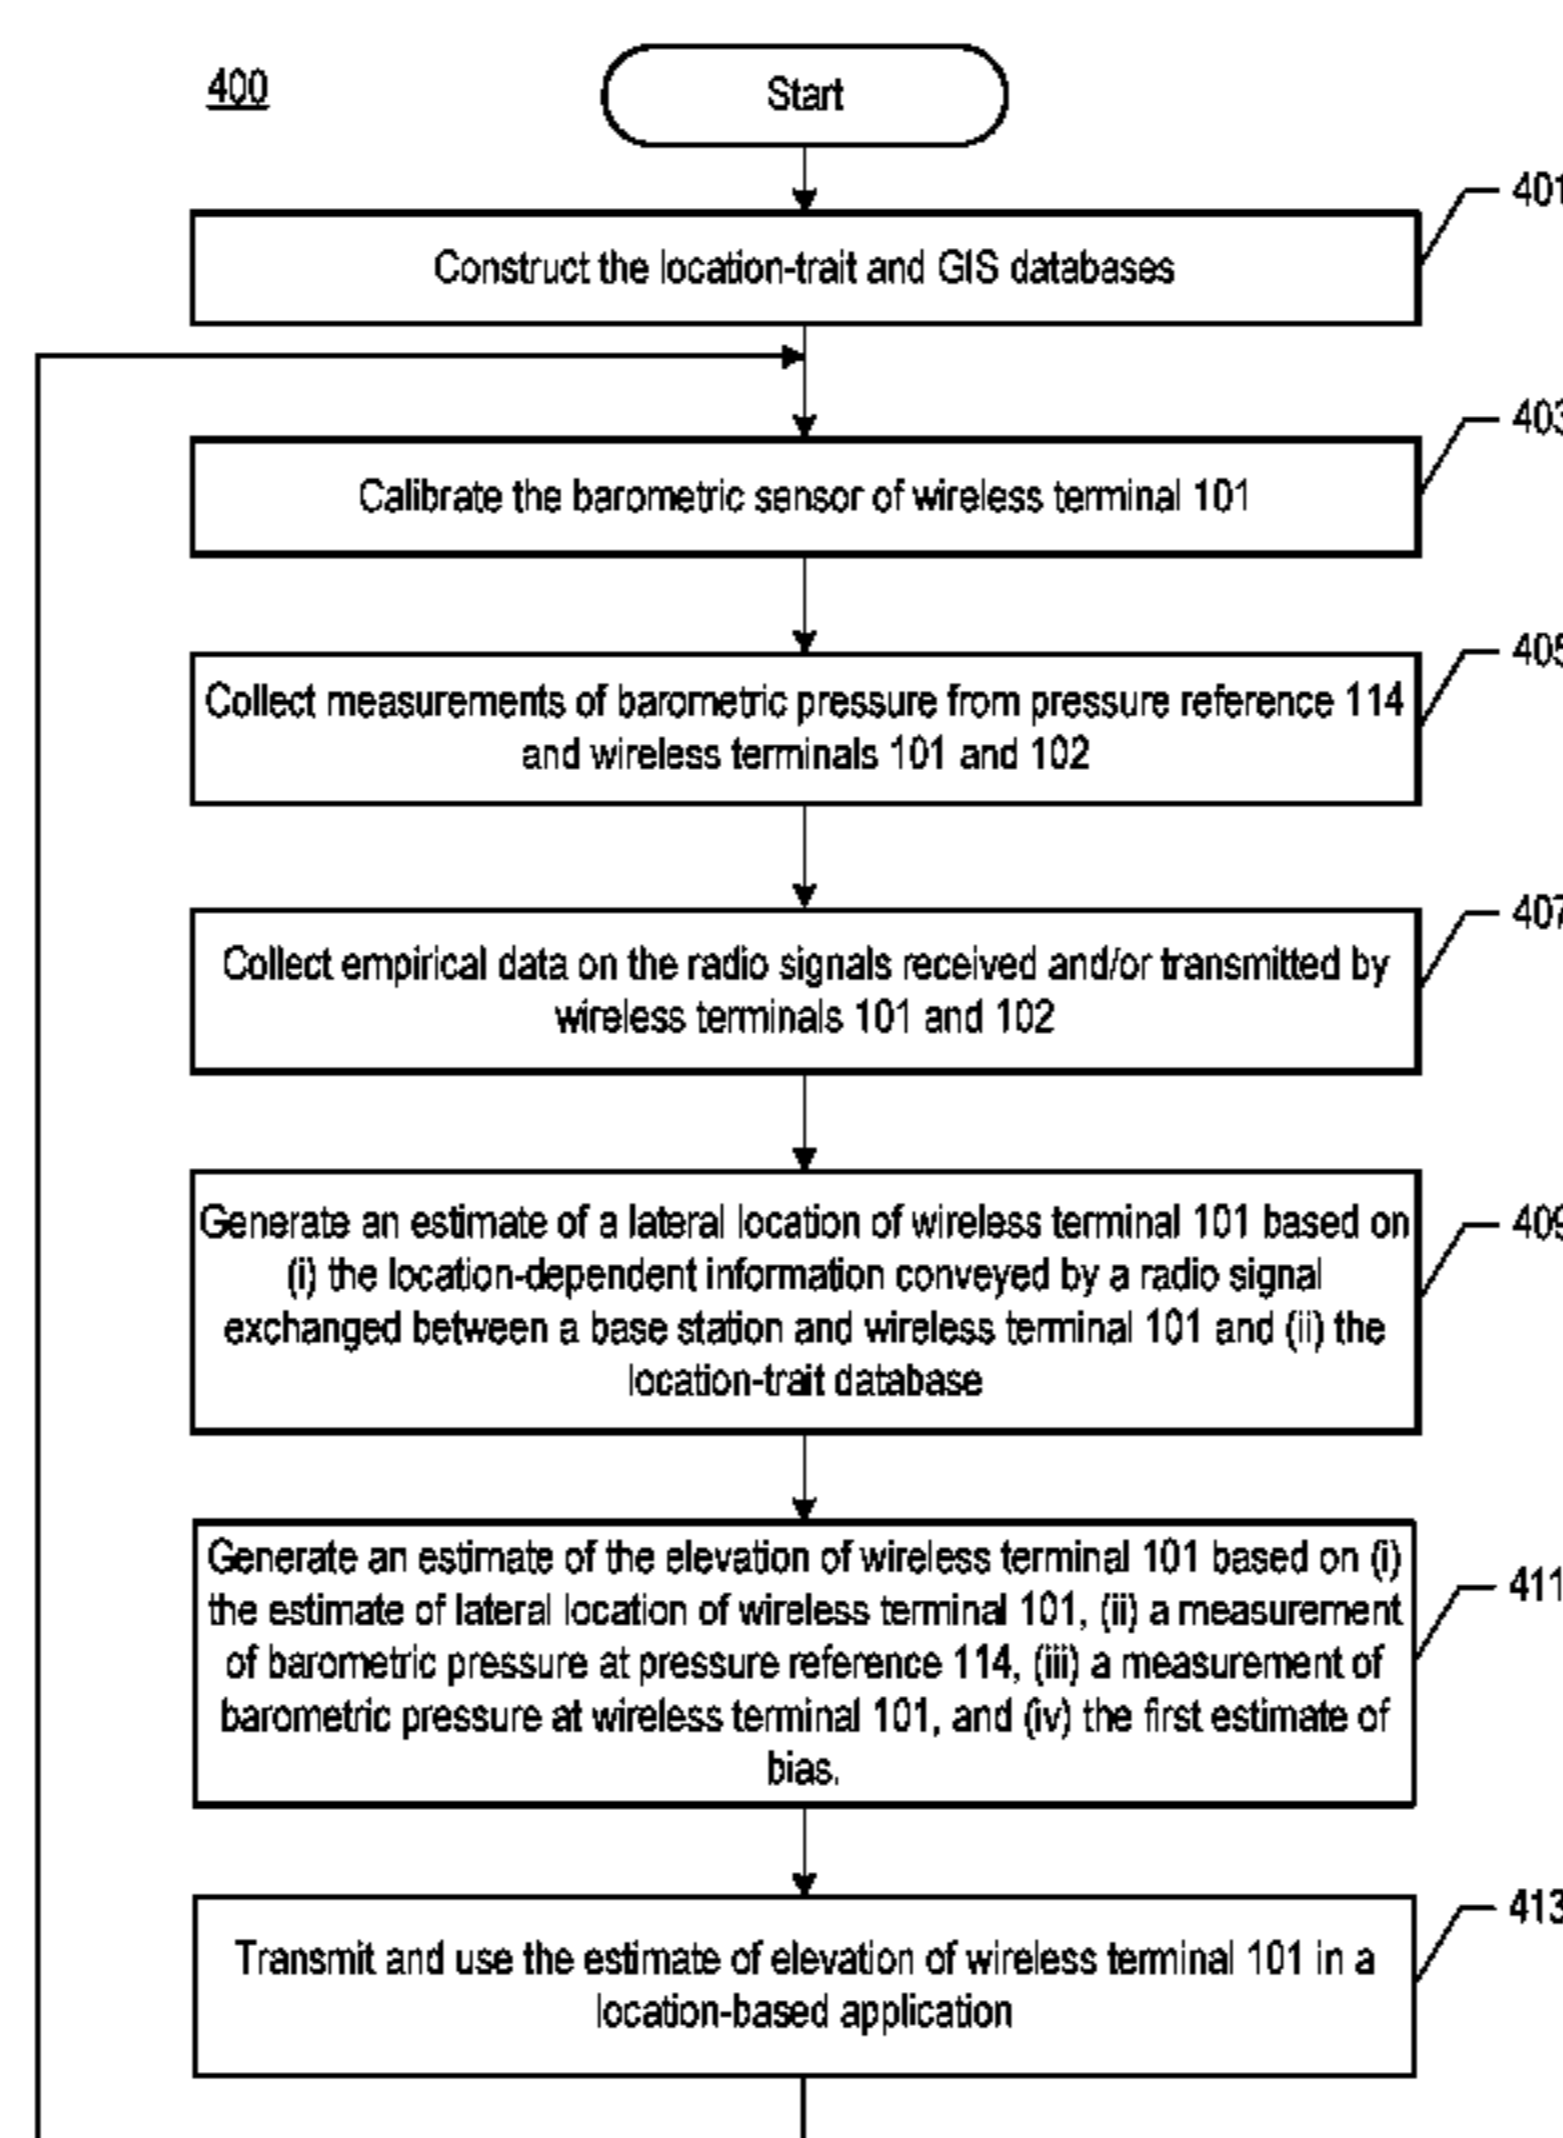 400
Start
401
Construct the location-trait and GIS databases
403
Calibrate the barometric sensor of wireless terminal 101
405
Collect measurements of barometric pressure from pressure reference 114
and wireless terminals 101 and 102
407
Collect empirical data on the radio signals received and/or transmitted by
wireless terminals 101 and 102
409
Generate an estimate of a lateral location of wireless terminal 101 based on
(i) the location-dependent information conveyed by a radio signal
exchanged between a base station and wireless terminal 101 and (ii) the
location-trait database
411
Generate an estimate of the elevation of wireless terminal 101 based on (i)
the estimate of lateral location of wireless terminal 101, (ii) a measurement
of barometric pressure at pressure reference 114, (iii) a measurement of
barometric pressure at wireless terminal 101, and (iv) the first estimate of
bias.
413
Transmit and use the estimate of elevation of wireless terminal 101 in a
location-based application